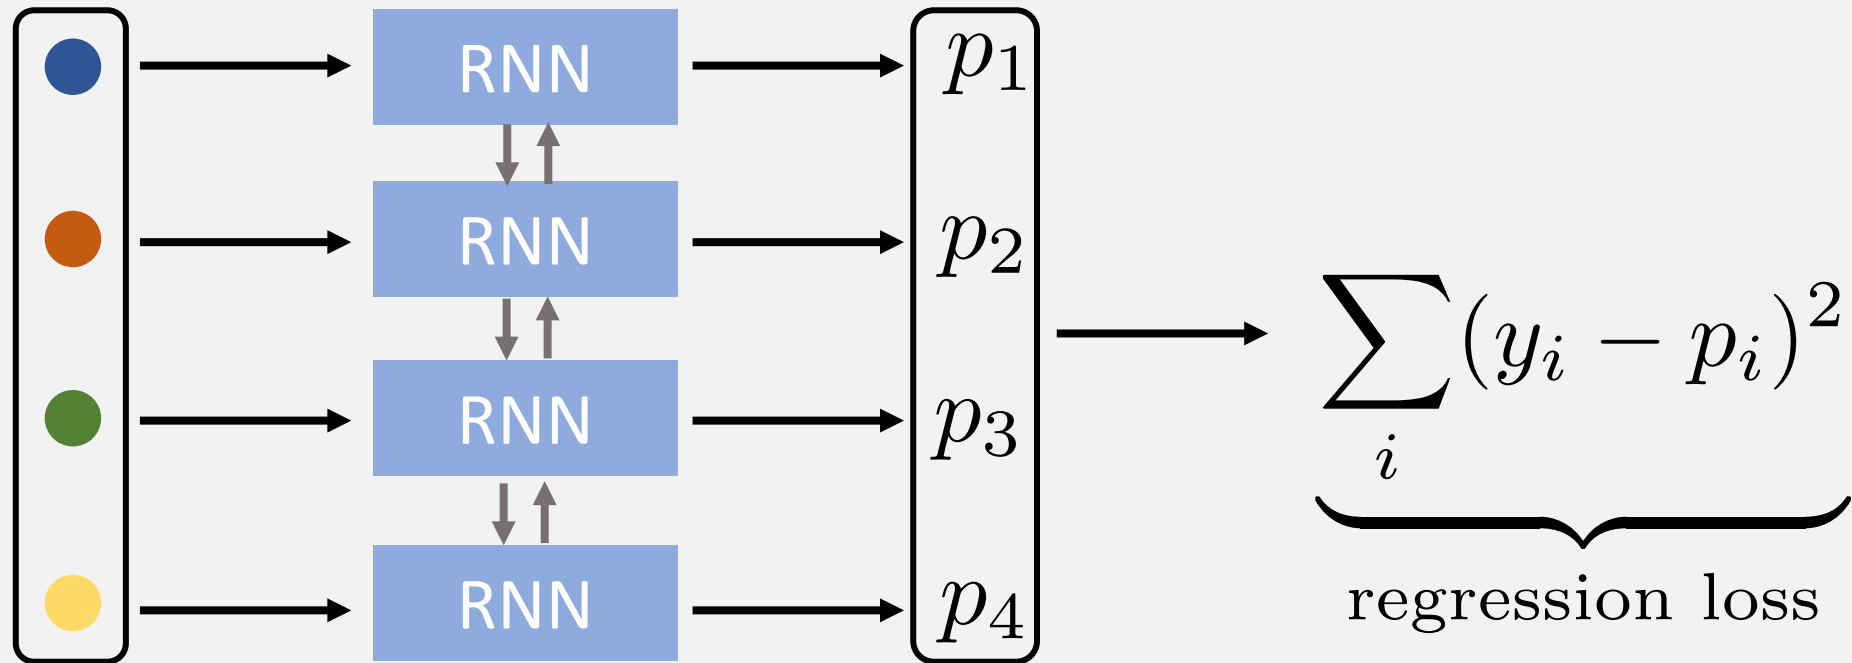 RNN p₁
RNN p₂
RNN p₃
RNN p₄
∑ᵢ (yᵢ − pᵢ)²
regression loss